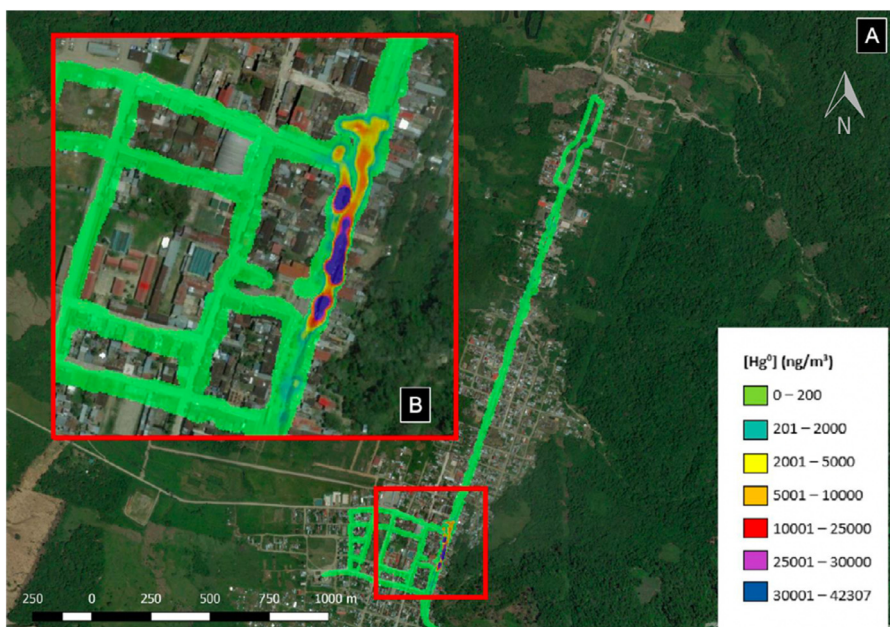 A
N
B
[Hg⁰] (ng/m³)
0 – 200
201 – 2000
2001 – 5000
5001 – 10000
10001 – 25000
25001 – 30000
30001 – 42307
250 0 250 500 750 1000 m